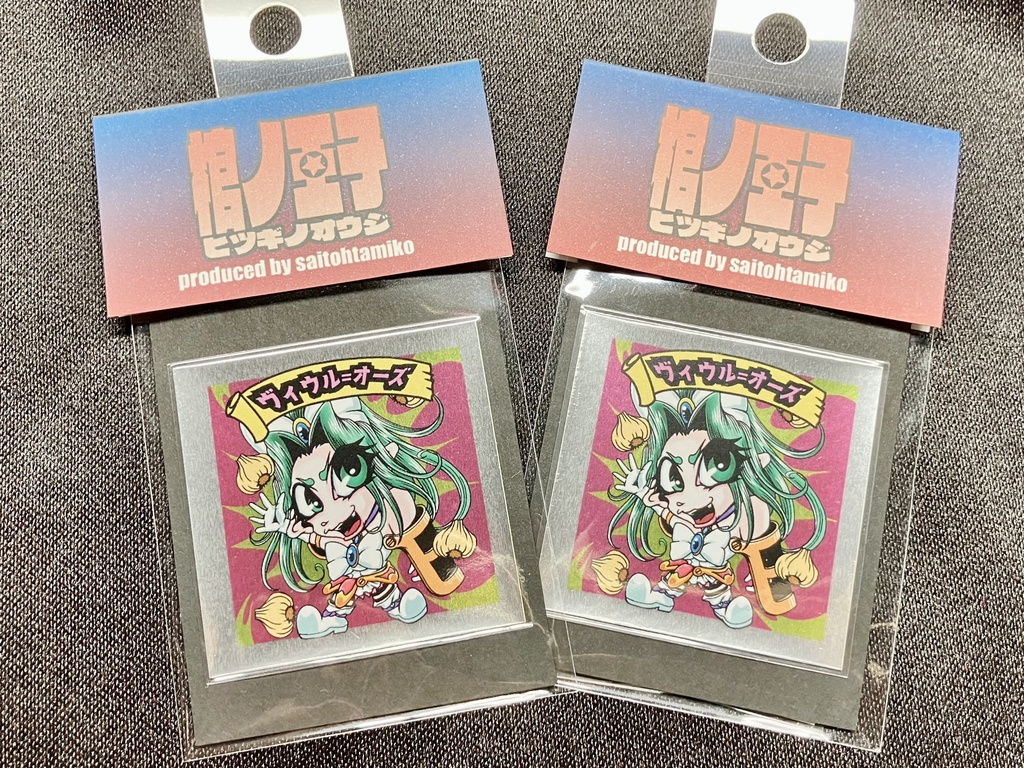 棺ノ王子
ヒツギノオウジ
produced by saitohtamiko
ヴィウル=オーズ
棺ノ王子
ヒツギノオウジ
produced by saitohtamiko
ヴィウル=オーズ